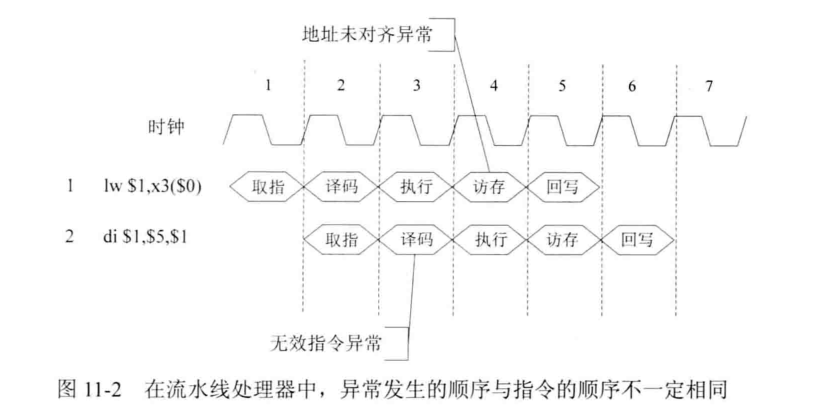 地址未对齐异常
1 2 3 4 5 6 7
时钟
1 lw $1,x3($0) 取指 译码 执行 访存 回写
2 di $1,$5,$1 取指 译码 执行 访存 回写
无效指令异常
图 11-2 在流水线处理器中，异常发生的顺序与指令的顺序不一定相同